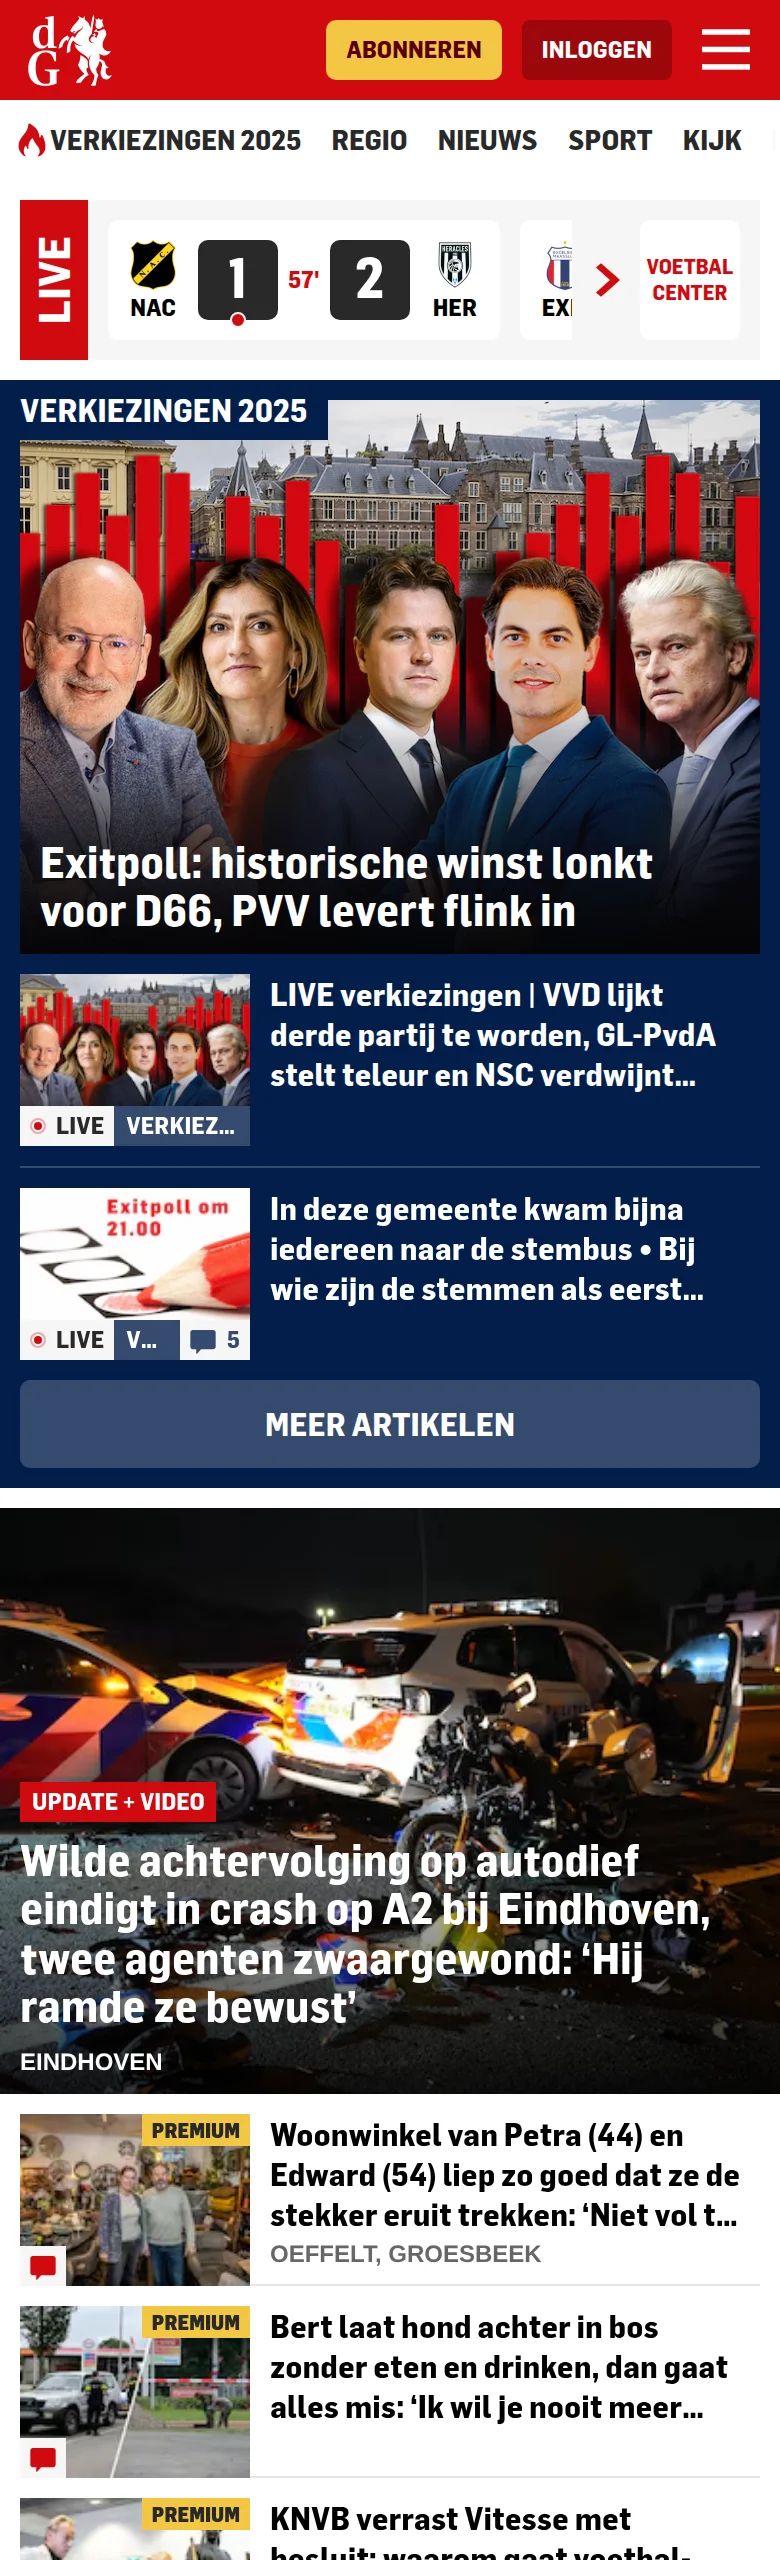 d
G
ABONNEREN
INLOGGEN
VERKIEZINGEN 2025 REGIO NIEUWS SPORT KIJK
LIVE
N.A.C.
NAC
1
57'
2
HERACLES
HER
EX
VOETBAL
CENTER
VERKIEZINGEN 2025
Exitpoll: historische winst lonkt
voor D66, PVV levert flink in
LIVE verkiezingen | VVD lijkt
derde partij te worden, GL-PvdA
stelt teleur en NSC verdwijnt...
LIVE VERKIEZ...
Exitpoll om
21.00
In deze gemeente kwam bijna
iedereen naar de stembus • Bij
wie zijn de stemmen als eerst...
LIVE V... 5
MEER ARTIKELEN
UPDATE + VIDEO
Wilde achtervolging op autodief
eindigt in crash op A2 bij Eindhoven,
twee agenten zwaargewond: ‘Hij
ramde ze bewust’
EINDHOVEN
PREMIUM
Woonwinkel van Petra (44) en
Edward (54) liep zo goed dat ze de
stekker eruit trekken: ‘Niet vol t...
OEFFELT, GROESBEEK
PREMIUM
Bert laat hond achter in bos
zonder eten en drinken, dan gaat
alles mis: ‘Ik wil je nooit meer...
PREMIUM
KNVB verrast Vitesse met
besluit: waarom gaat voetbal-